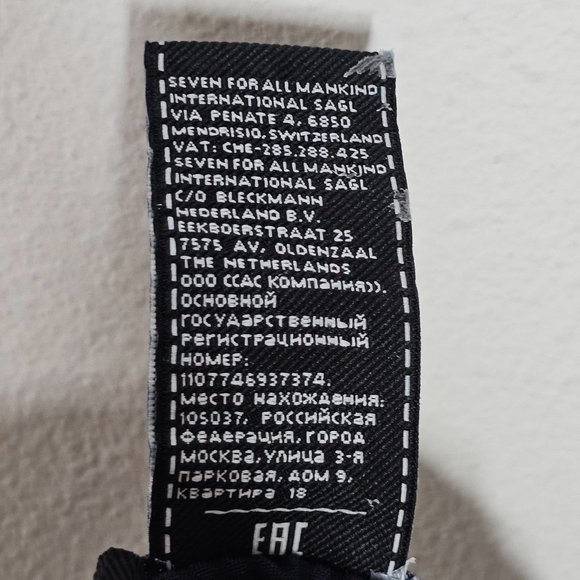 SEVEN FOR ALL MANKIND
INTERNATIONAL SAGL
VIA PENATE 4, 6850
MENDRISIO, SWITZERLAND
VAT: CHE-285.288.425
SEVEN FOR ALL MANKIND
INTERNATIONAL SAGL
C/O BLECKMANN
NEDERLAND B.V.
EEKBOERSTRAAT 25
7575 AV, OLDENZAAL
THE NETHERLANDS
ООО ССАС КОМПАНИЯ)).
ОСНОВНОЙ
ГОСУДАРСТВЕННЫЙ
РЕГИСТРАЦИОННЫЙ
НОМЕР:
1107746937374.
МЕСТО НАХОЖДЕНИЯ:
105037, РОССИЙСКАЯ
ФЕДЕРАЦИЯ, ГОРОД
МОСКВА, УЛИЦА 3-Я
ПАРКОВАЯ, ДОМ 9,
КВАРТИРА 18
EAC